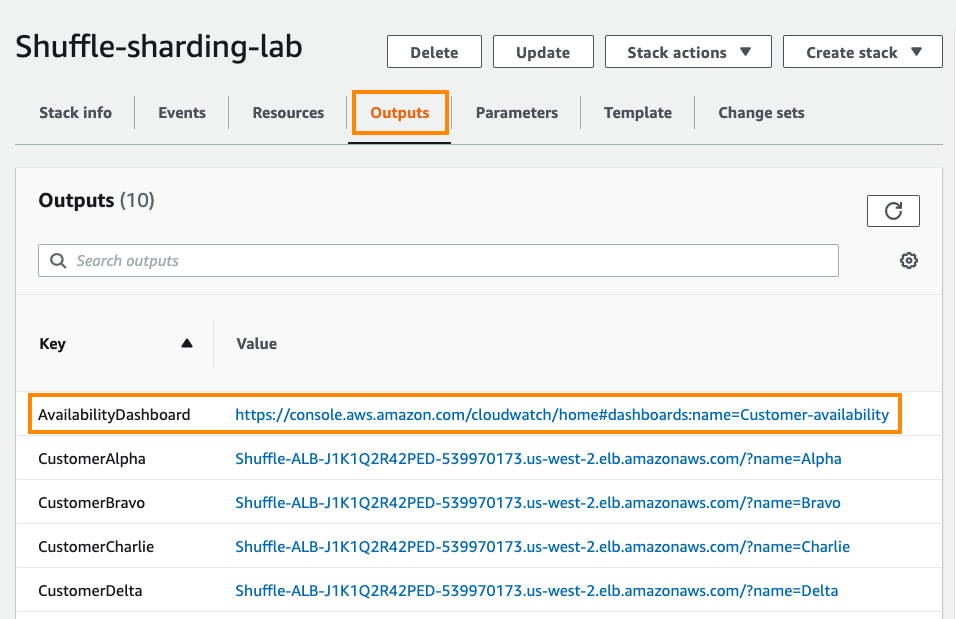 Shuffle-sharding-lab
Delete Update Stack actions Create stack
Stack info Events Resources Outputs Parameters Template Change sets
Outputs (10)
Search outputs
Key Value
AvailabilityDashboard https://console.aws.amazon.com/cloudwatch/home#dashboards:name=Customer-availability
CustomerAlpha Shuffle-ALB-J1K1Q2R42PED-539970173.us-west-2.elb.amazonaws.com/?name=Alpha
CustomerBravo Shuffle-ALB-J1K1Q2R42PED-539970173.us-west-2.elb.amazonaws.com/?name=Bravo
CustomerCharlie Shuffle-ALB-J1K1Q2R42PED-539970173.us-west-2.elb.amazonaws.com/?name=Charlie
CustomerDelta Shuffle-ALB-J1K1Q2R42PED-539970173.us-west-2.elb.amazonaws.com/?name=Delta